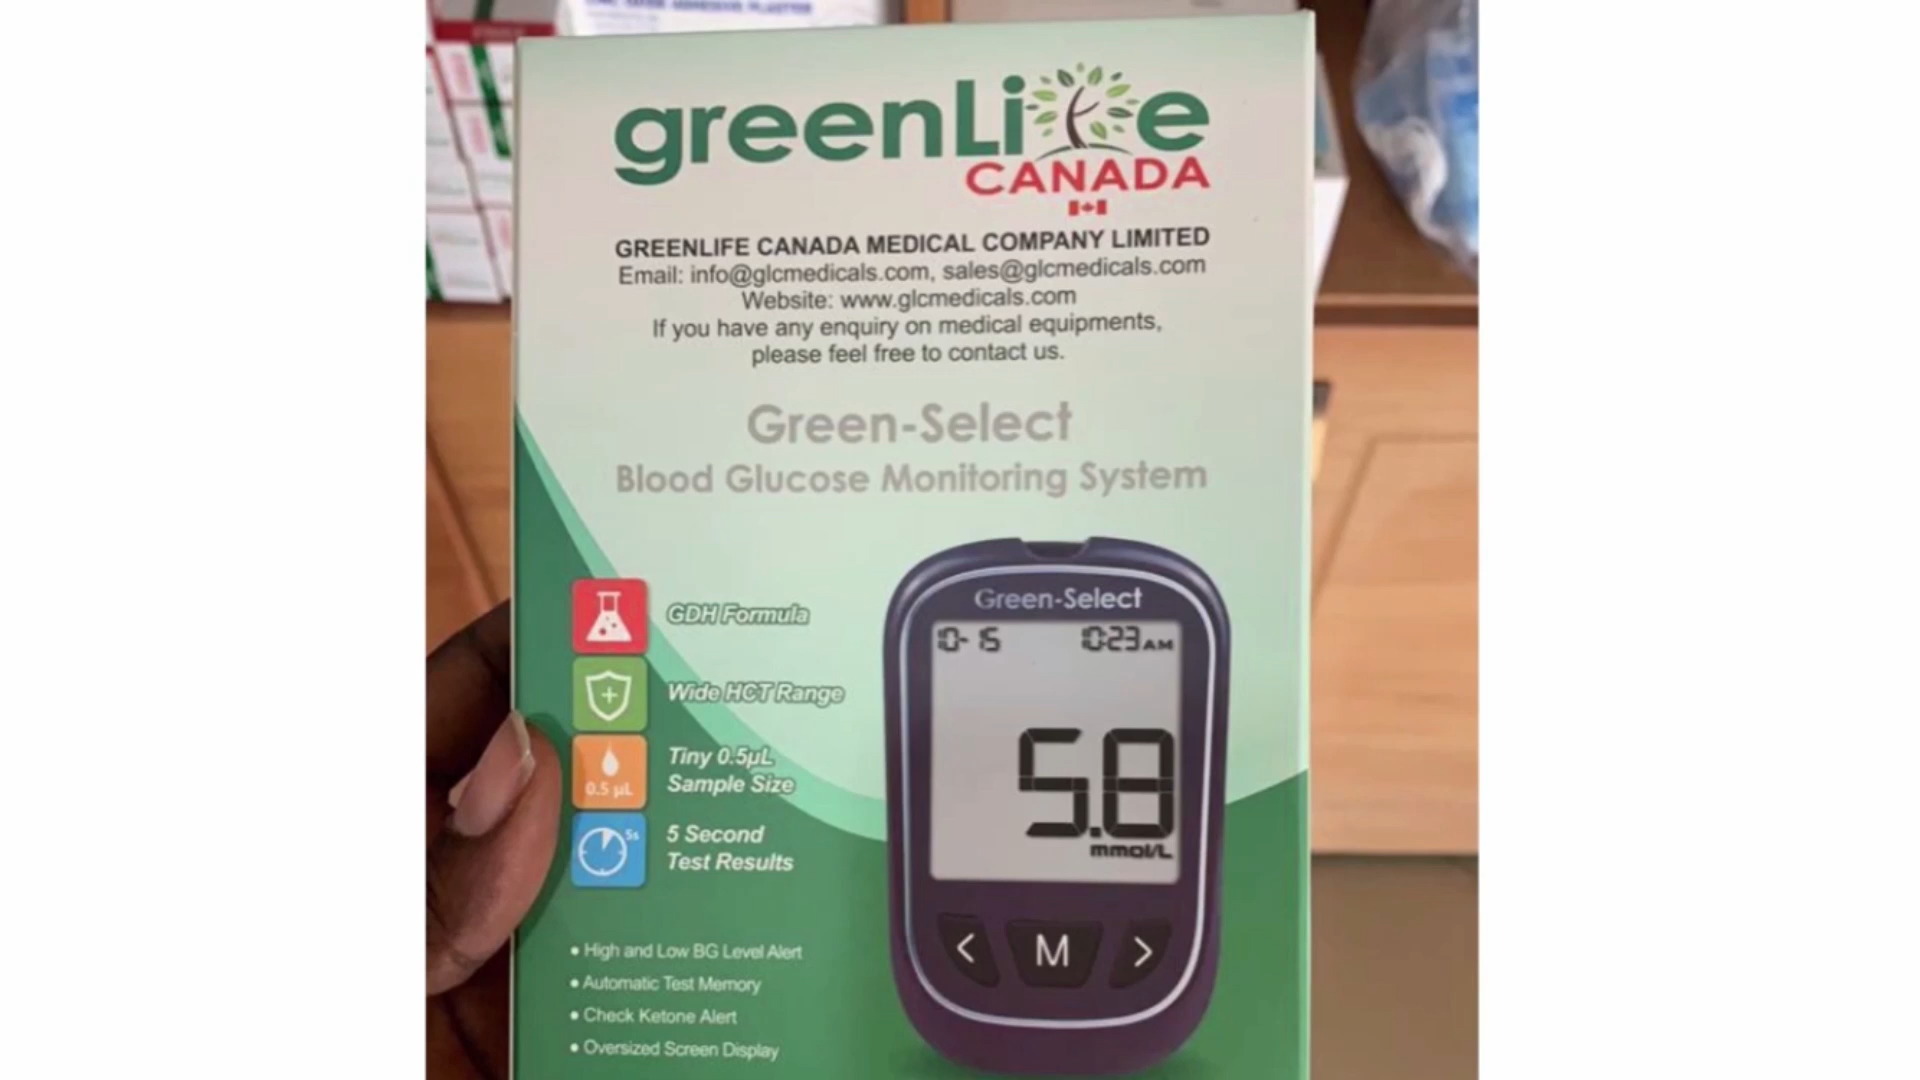 greenLife
CANADA
GREENLIFE CANADA MEDICAL COMPANY LIMITED
Email: info@glcmedicals.com, sales@glcmedicals.com
Website: www.glcmedicals.com
If you have any enquiry on medical equipments,
please feel free to contact us.
Green-Select
Blood Glucose Monitoring System
GDH Formula
Wide HCT Range
0.5 µL
Tiny 0.5µL
Sample Size
5s
5 Second
Test Results
• High and Low BG Level Alert
• Automatic Test Memory
• Check Ketone Alert
• Oversized Screen Display
Green-Select
10-15 10:23 AM
5.8
mmol/L
< M >